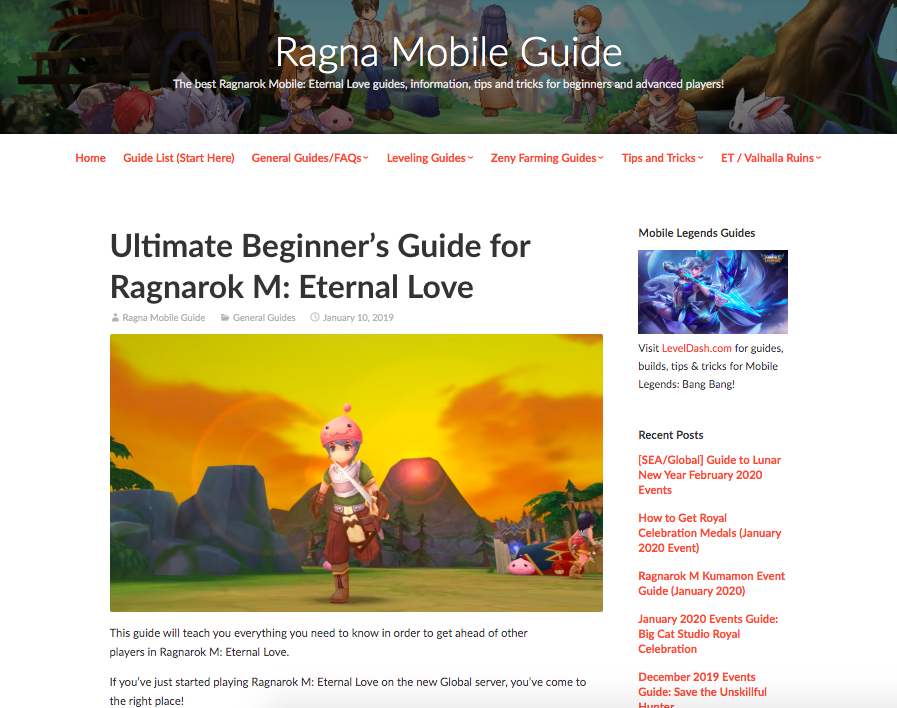 Ragna Mobile Guide
The best Ragnarok Mobile: Eternal Love guides, information, tips and tricks for beginners and advanced players!
Home Guide List (Start Here) General Guides/FAQs Leveling Guides Zeny Farming Guides Tips and Tricks ET / Valhalla Ruins
Ultimate Beginner’s Guide for
Ragnarok M: Eternal Love
Ragna Mobile Guide General Guides January 10, 2019
This guide will teach you everything you need to know in order to get ahead of other
players in Ragnarok M: Eternal Love.
If you’ve just started playing Ragnarok M: Eternal Love on the new Global server, you’ve come to
the right place!
Mobile Legends Guides
Visit LevelDash.com for guides,
builds, tips & tricks for Mobile
Legends: Bang Bang!
Recent Posts
[SEA/Global] Guide to Lunar
New Year February 2020
Events
How to Get Royal
Celebration Medals (January
2020 Event)
Ragnarok M Kumamon Event
Guide (January 2020)
January 2020 Events Guide:
Big Cat Studio Royal
Celebration
December 2019 Events
Guide: Save the Unskillful
Hunter